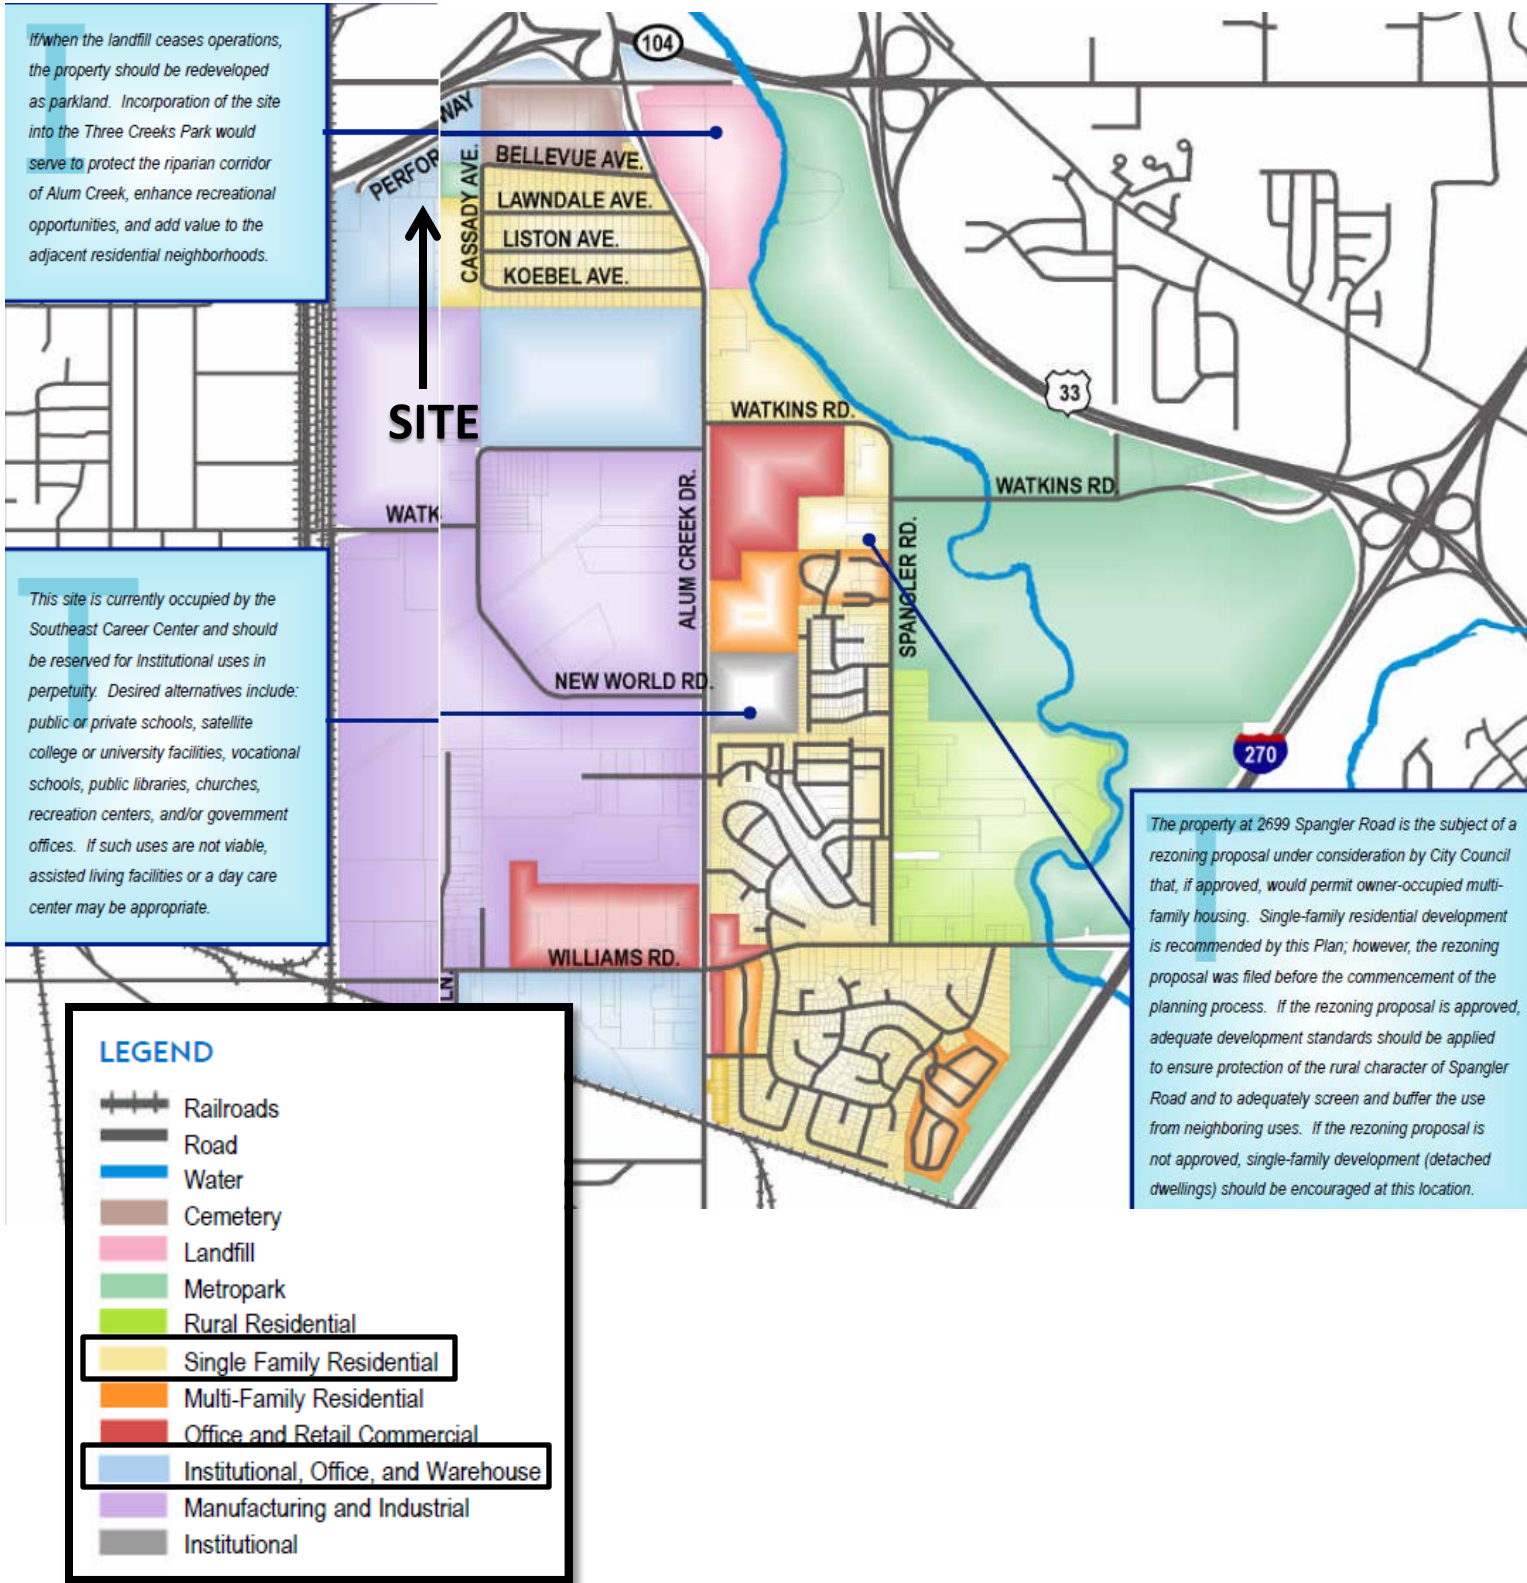 If/when the landfill ceases operations,
the property should be redeveloped
as parkland. Incorporation of the site
into the Three Creeks Park would
serve to protect the riparian corridor
of Alum Creek, enhance recreational
opportunities, and add value to the
adjacent residential neighborhoods.
104
WAY
PERFOR
CASSADY AVE.
BELLEVUE AVE.
LAWNDALE AVE.
LISTON AVE.
KOEBEL AVE.
SITE
33
WATKINS RD.
WATKINS RD.
WATK
ALUM CREEK DR.
SPANGLER RD.
NEW WORLD RD.
270
WILLIAMS RD.
LN.
This site is currently occupied by the
Southeast Career Center and should
be reserved for Institutional uses in
perpetuity. Desired alternatives include:
public or private schools, satellite
college or university facilities, vocational
schools, public libraries, churches,
recreation centers, and/or government
offices. If such uses are not viable,
assisted living facilities or a day care
center may be appropriate.
The property at 2699 Spangler Road is the subject of a
rezoning proposal under consideration by City Council
that, if approved, would permit owner-occupied multi-
family housing. Single-family residential development
is recommended by this Plan; however, the rezoning
proposal was filed before the commencement of the
planning process. If the rezoning proposal is approved,
adequate development standards should be applied
to ensure protection of the rural character of Spangler
Road and to adequately screen and buffer the use
from neighboring uses. If the rezoning proposal is
not approved, single-family development (detached
dwellings) should be encouraged at this location.
LEGEND
Railroads
Road
Water
Cemetery
Landfill
Metropark
Rural Residential
Single Family Residential
Multi-Family Residential
Office and Retail Commercial
Institutional, Office, and Warehouse
Manufacturing and Industrial
Institutional